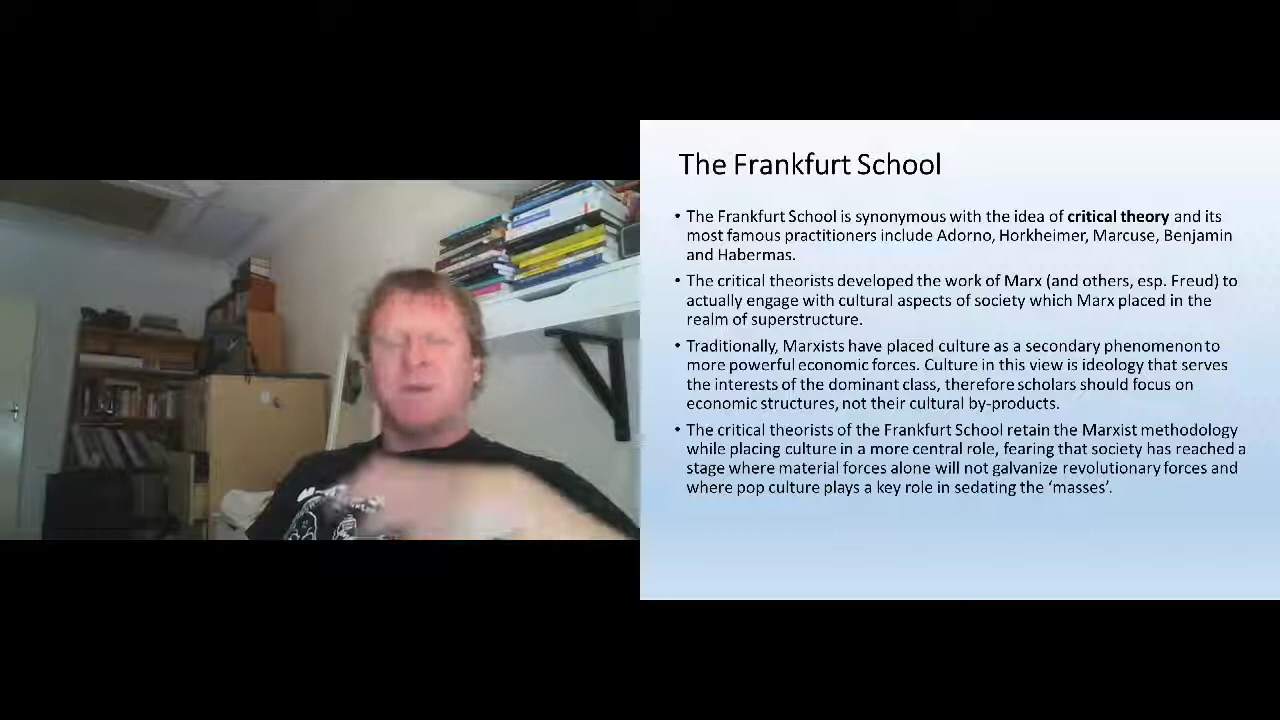 The Frankfurt School
• The Frankfurt School is synonymous with the idea of critical theory and its
most famous practitioners include Adorno, Horkheimer, Marcuse, Benjamin
and Habermas.
• The critical theorists developed the work of Marx (and others, esp. Freud) to
actually engage with cultural aspects of society which Marx placed in the
realm of superstructure.
• Traditionally, Marxists have placed culture as a secondary phenomenon to
more powerful economic forces. Culture in this view is ideology that serves
the interests of the dominant class, therefore scholars should focus on
economic structures, not their cultural by-products.
• The critical theorists of the Frankfurt School retain the Marxist methodology
while placing culture in a more central role, fearing that society has reached a
stage where material forces alone will not galvanize revolutionary forces and
where pop culture plays a key role in sedating the ‘masses’.